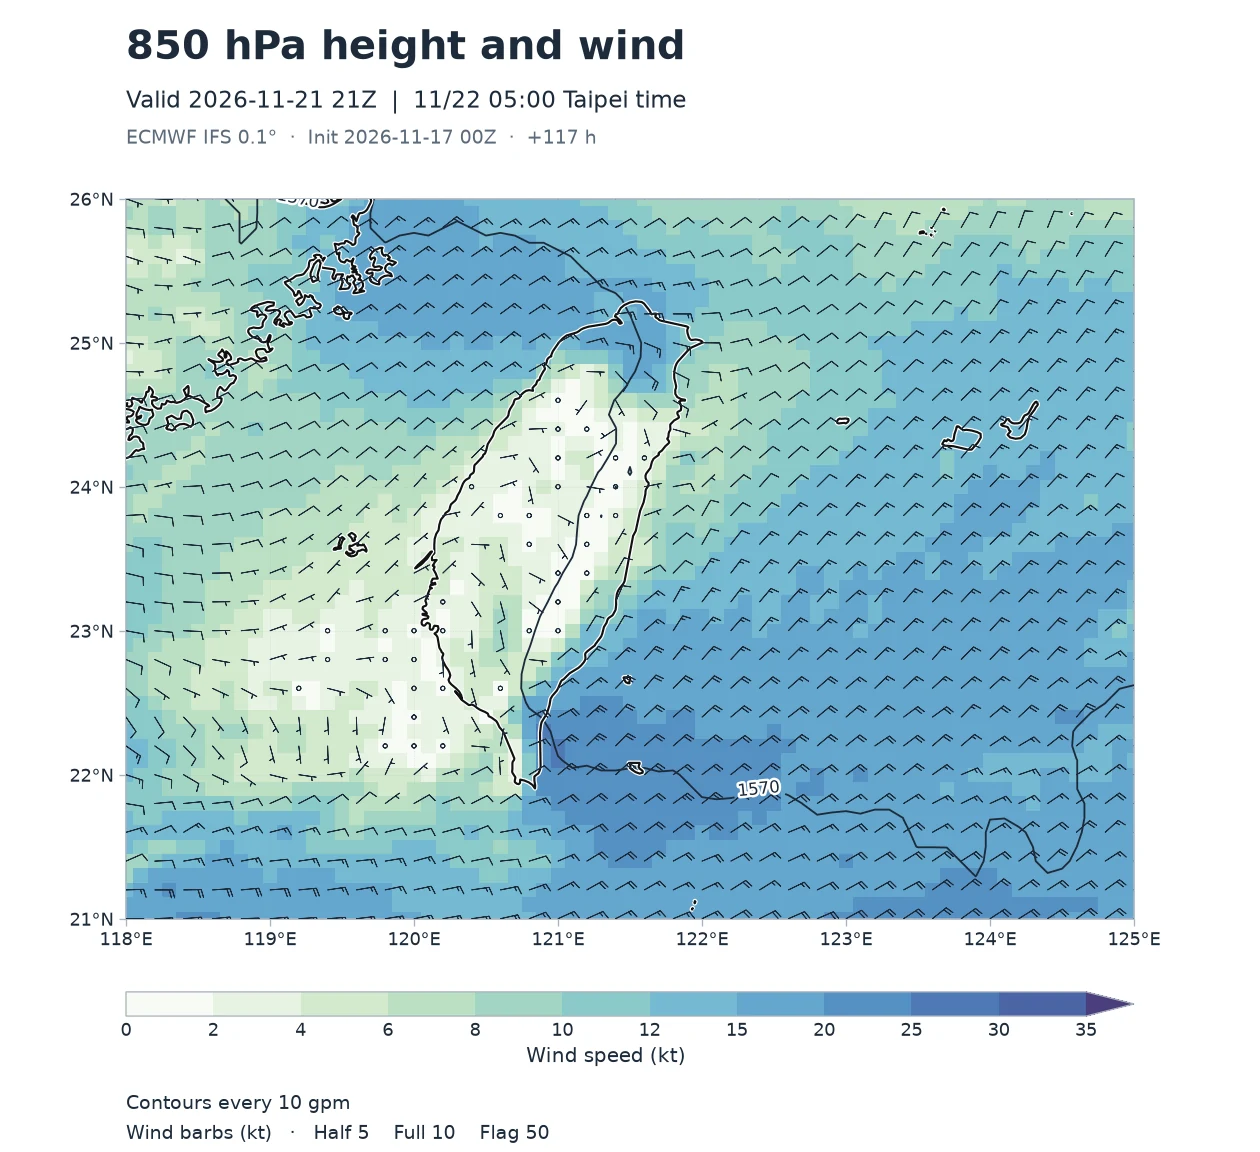 850 hPa height and wind
Valid 2026-11-21 21Z | 11/22 05:00 Taipei time
ECMWF IFS 0.1° · Init 2026-11-17 00Z · +117 h
26°N
25°N
24°N
23°N
22°N
21°N
1570
118°E 119°E 120°E 121°E 122°E 123°E 124°E 125°E
0 2 4 6 8 10 12 15 20 25 30 35
Wind speed (kt)
Contours every 10 gpm
Wind barbs (kt) · Half 5 Full 10 Flag 50